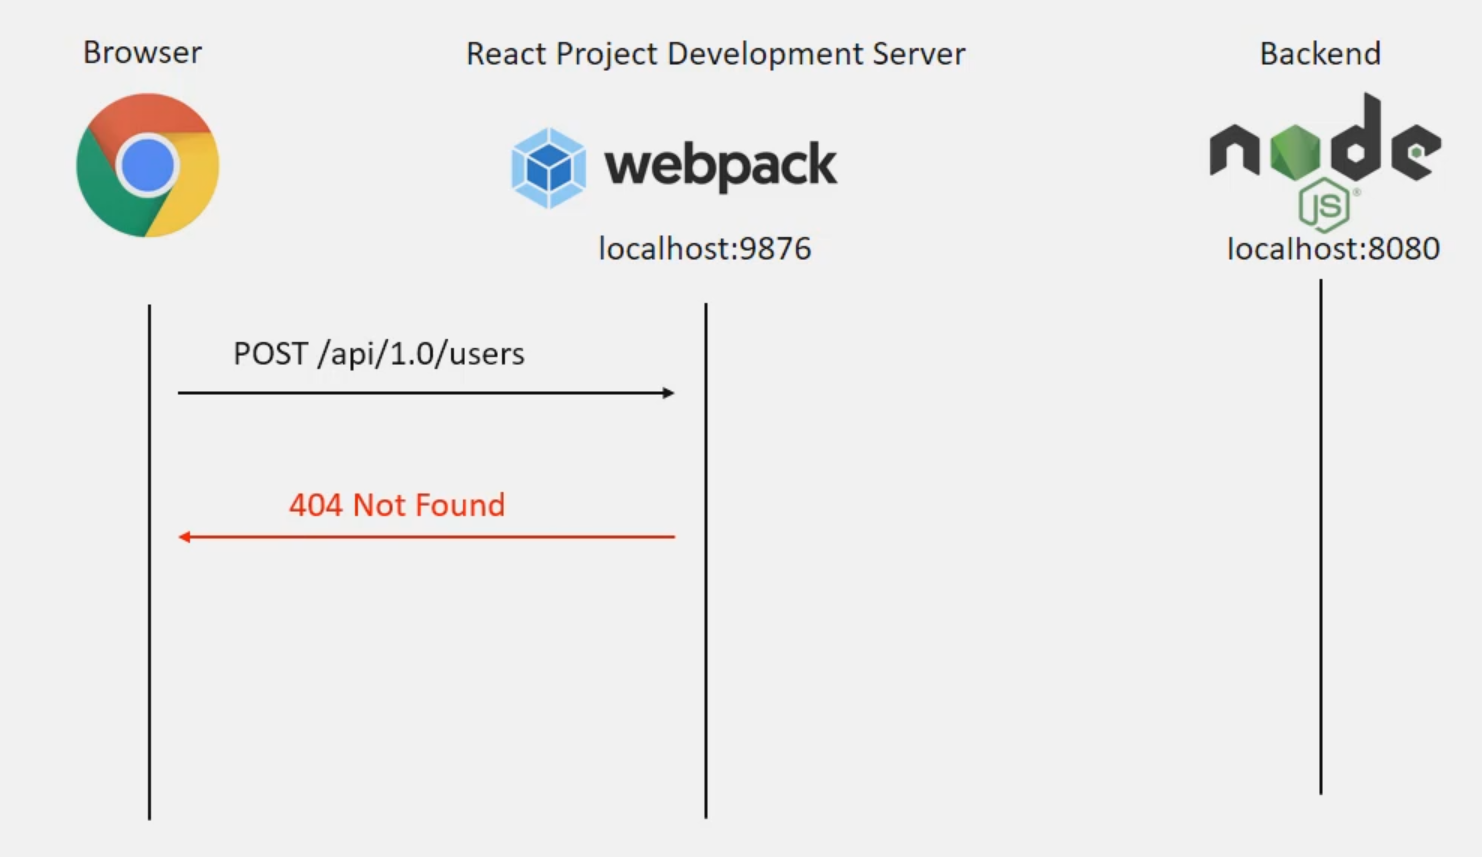 Browser
React Project Development Server
Backend
webpack
node
JS
®
localhost:9876
localhost:8080
POST /api/1.0/users
404 Not Found